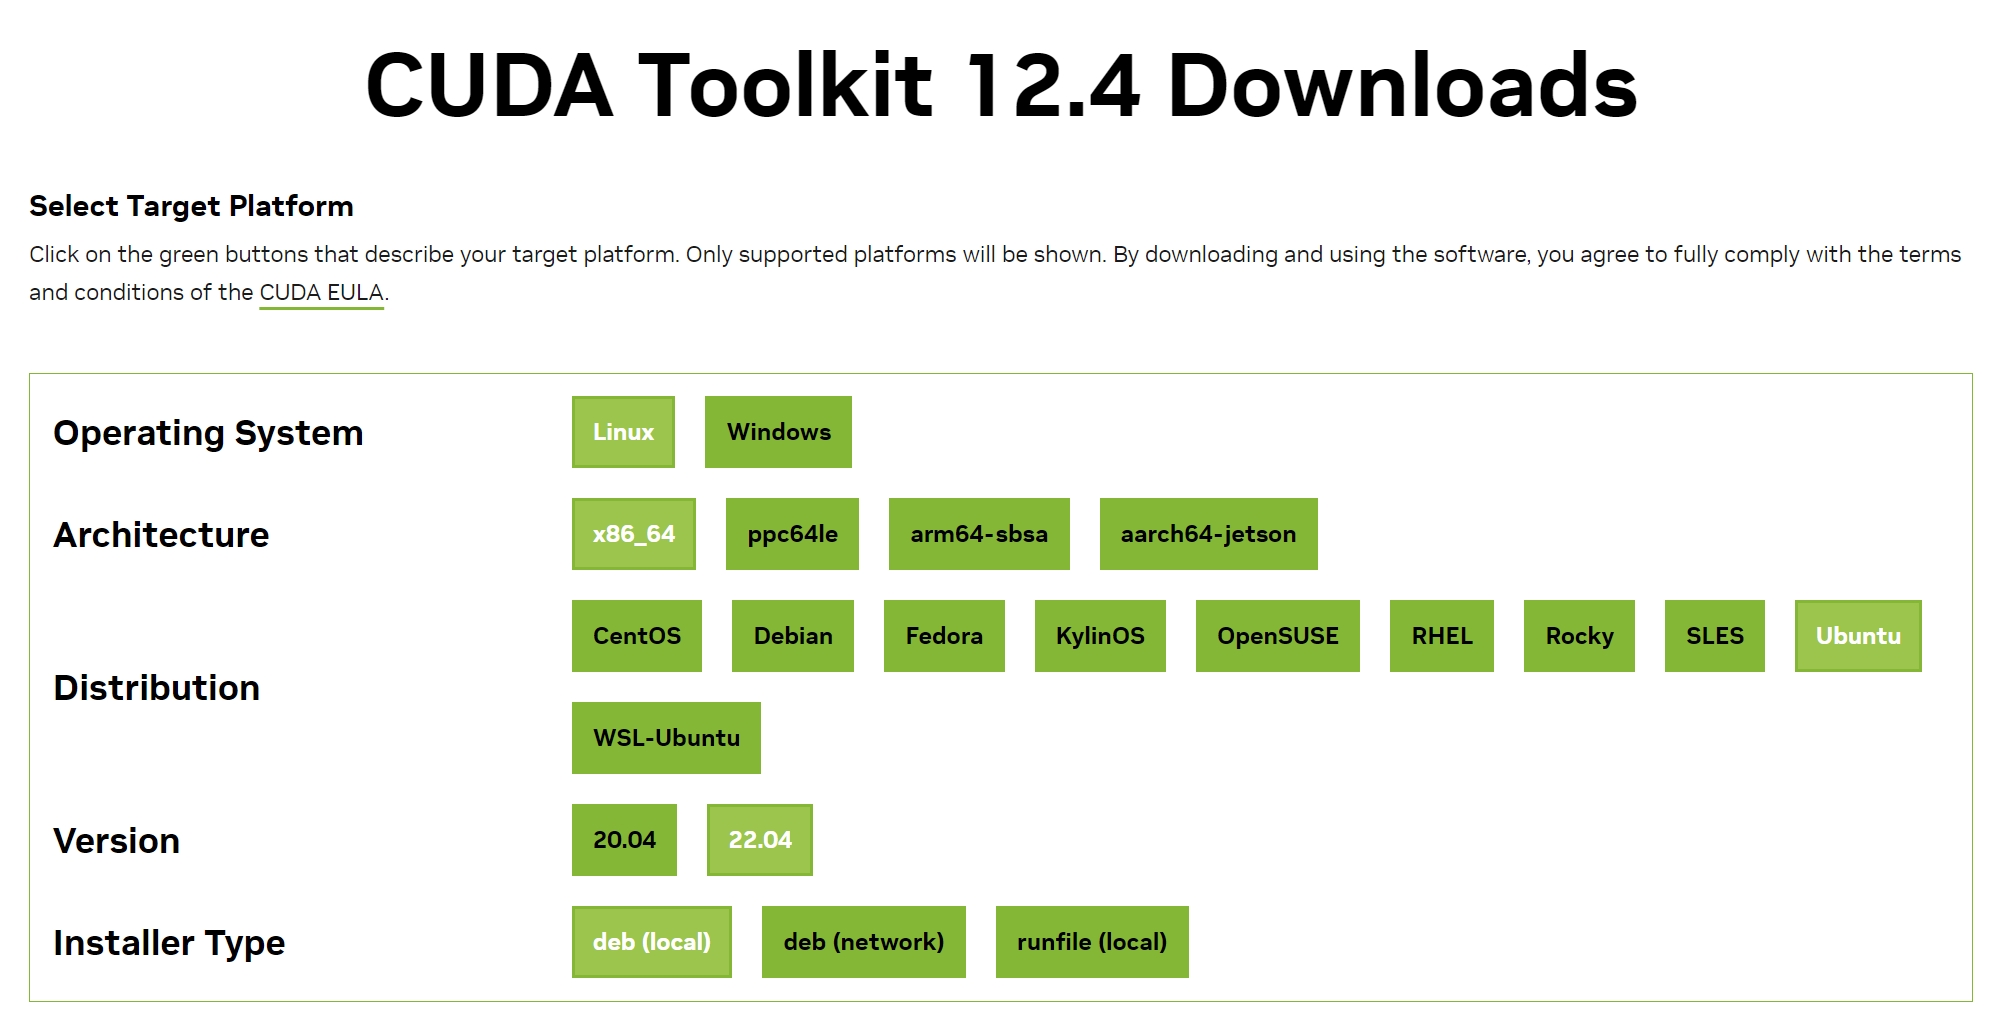 CUDA Toolkit 12.4 Downloads
Select Target Platform
Click on the green buttons that describe your target platform. Only supported platforms will be shown. By downloading and using the software, you agree to fully comply with the terms
and conditions of the CUDA EULA.
Operating System
Linux Windows
Architecture
x86_64 ppc64le arm64-sbsa aarch64-jetson
Distribution
CentOS Debian Fedora KylinOS OpenSUSE RHEL Rocky SLES Ubuntu
WSL-Ubuntu
Version
20.04 22.04
Installer Type
deb (local) deb (network) runfile (local)